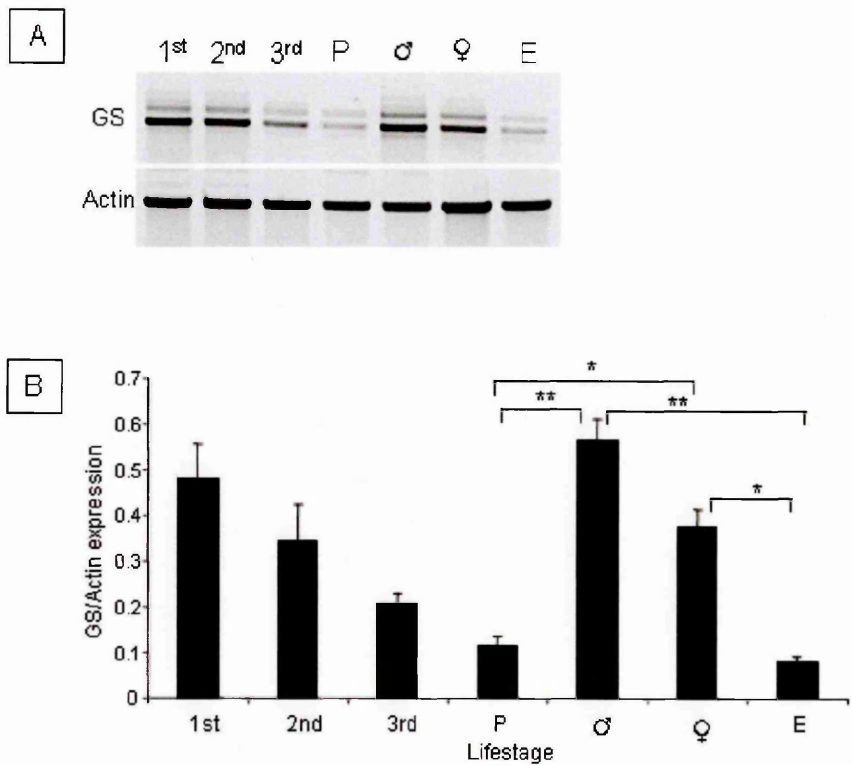 A
1st 2nd 3rd P ♂ ♀ E
GS
Actin
B
GS/Actin expression
0.7
0.6
0.5
0.4
0.3
0.2
0.1
0
*
**
**
*
1st 2nd 3rd P ♂ ♀ E
Lifestage